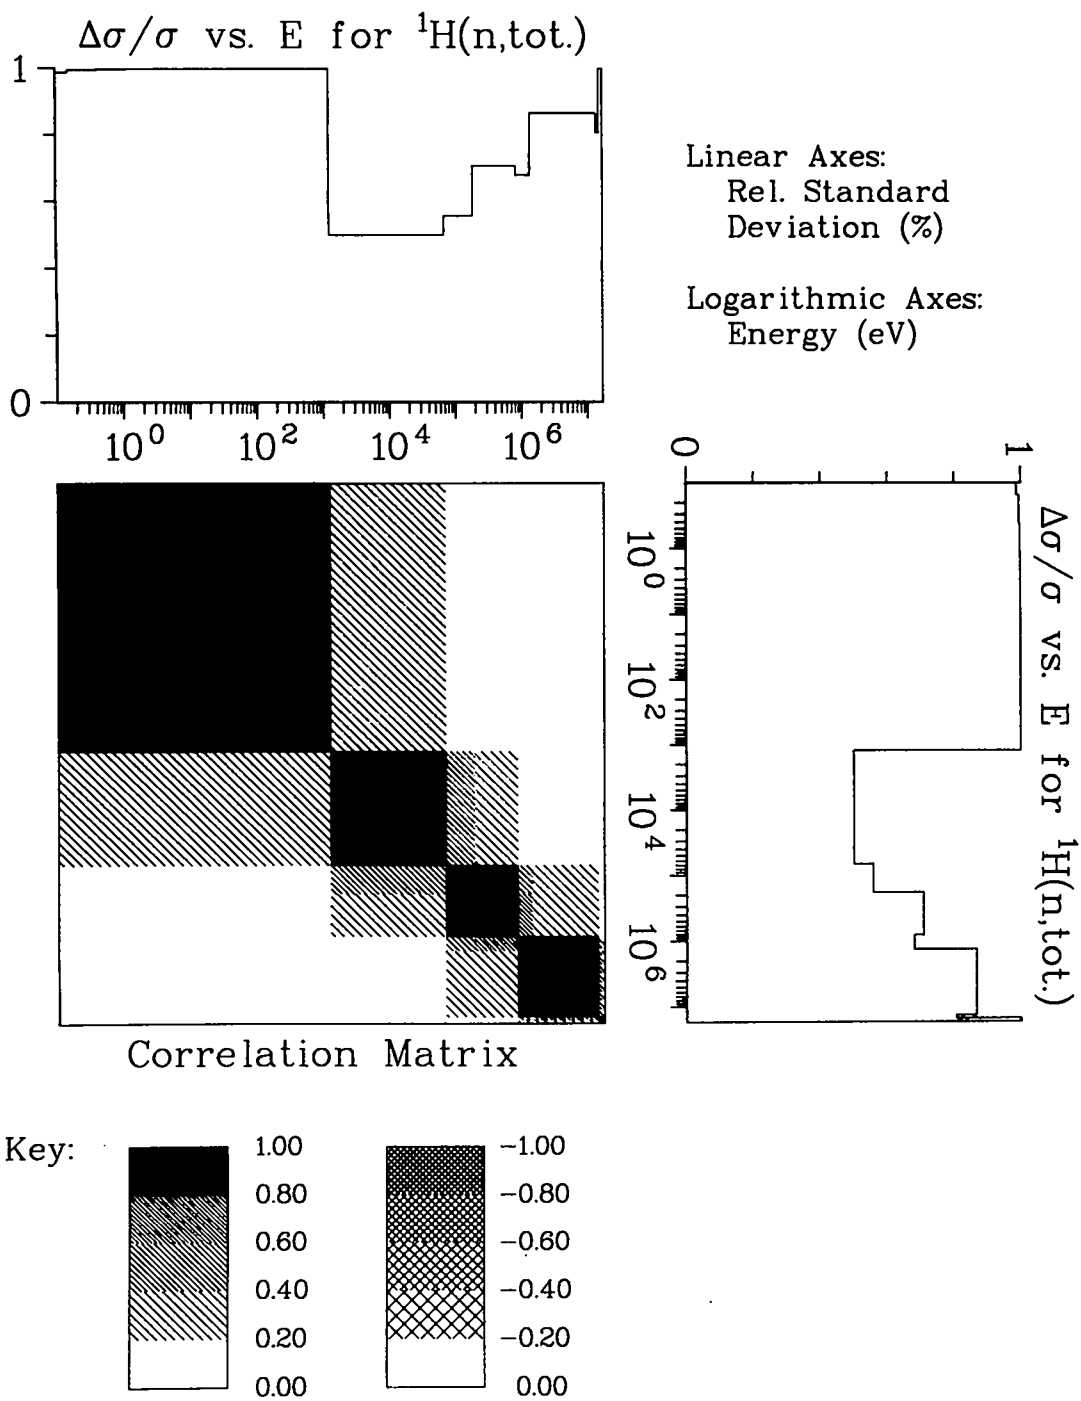 Δσ/σ vs. E for ¹H(n,tot.)
1
0
10⁰ 10² 10⁴ 10⁶
Linear Axes:
Rel. Standard
Deviation (%)
Logarithmic Axes:
Energy (eV)
0 1
10⁰
10²
10⁴
10⁶
Δσ/σ vs. E for ¹H(n,tot.)
Correlation Matrix
Key:
1.00
0.80
0.60
0.40
0.20
0.00
-1.00
-0.80
-0.60
-0.40
-0.20
0.00